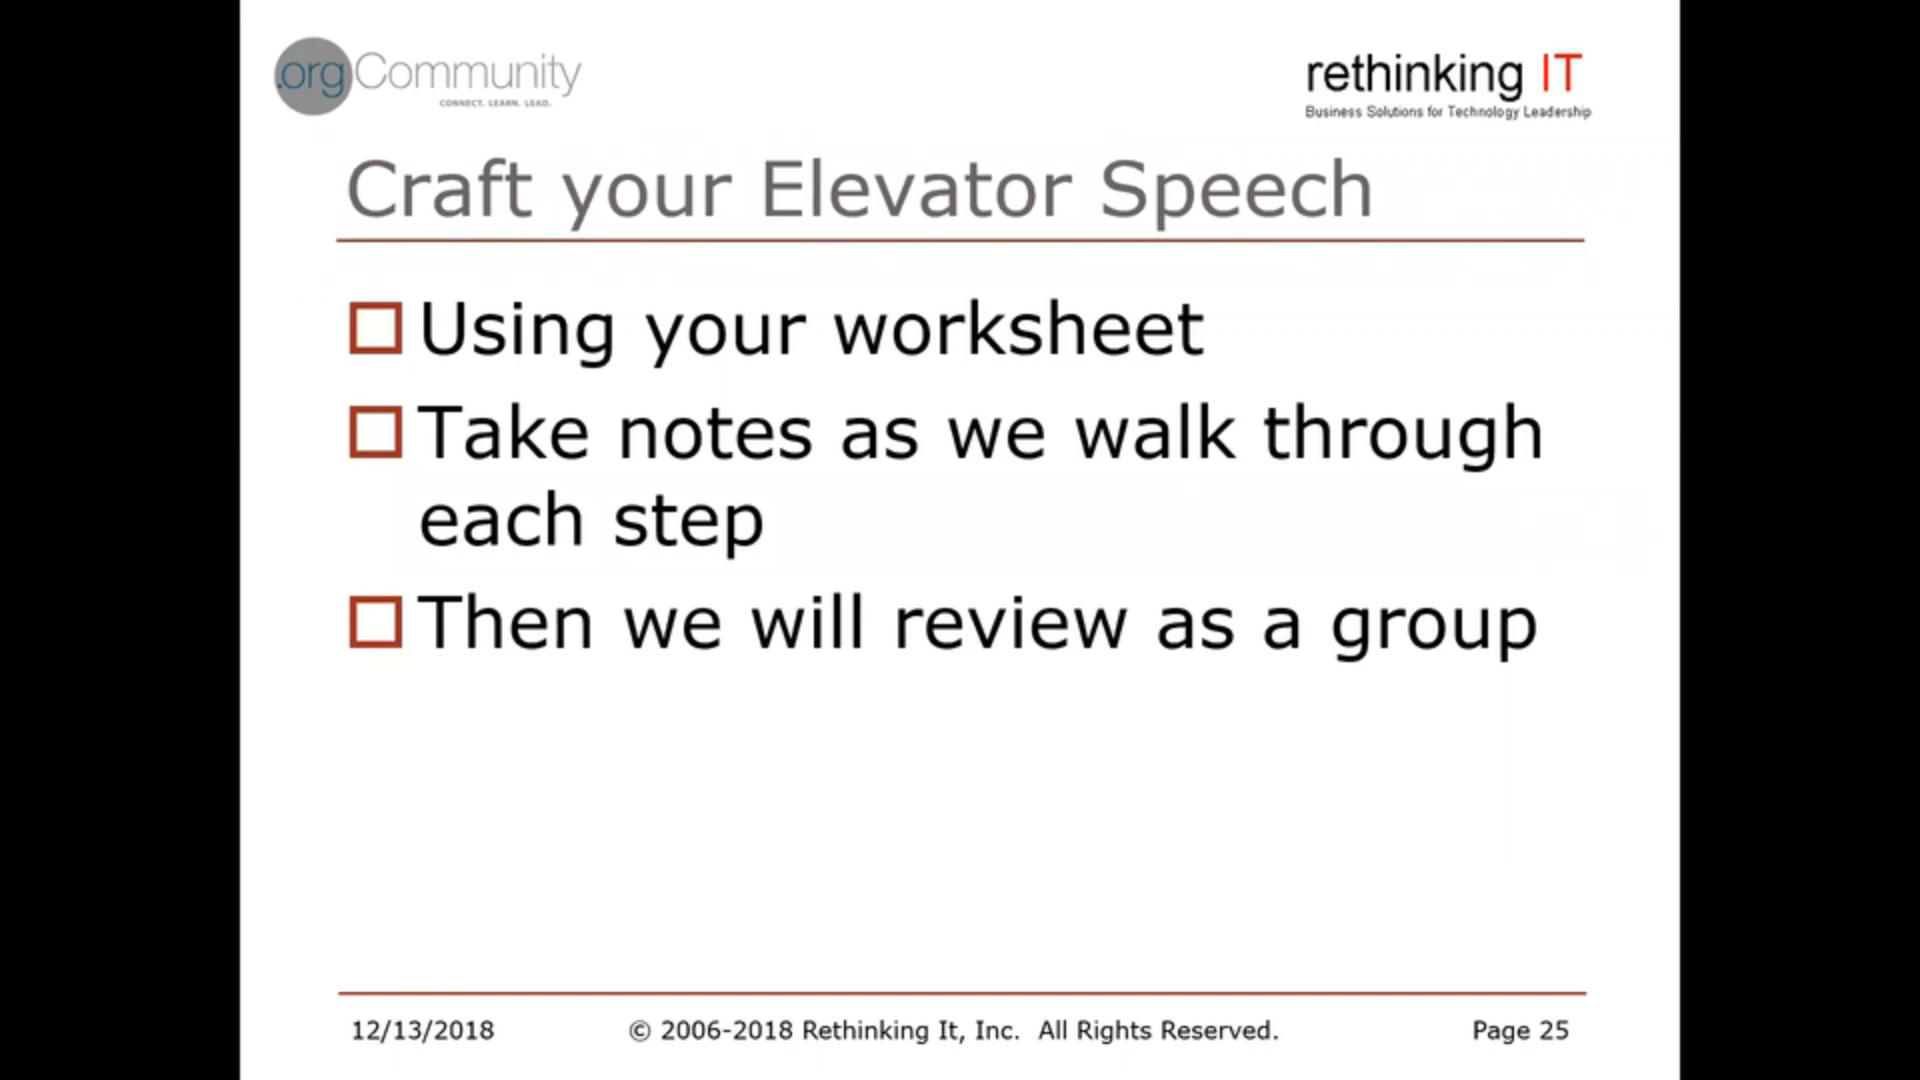 .orgCommunity
CONNECT. LEARN. LEAD.
rethinking IT
Business Solutions for Technology Leadership
Craft your Elevator Speech
Using your worksheet
Take notes as we walk through
each step
Then we will review as a group
12/13/2018
© 2006-2018 Rethinking It, Inc.  All Rights Reserved.
Page 25